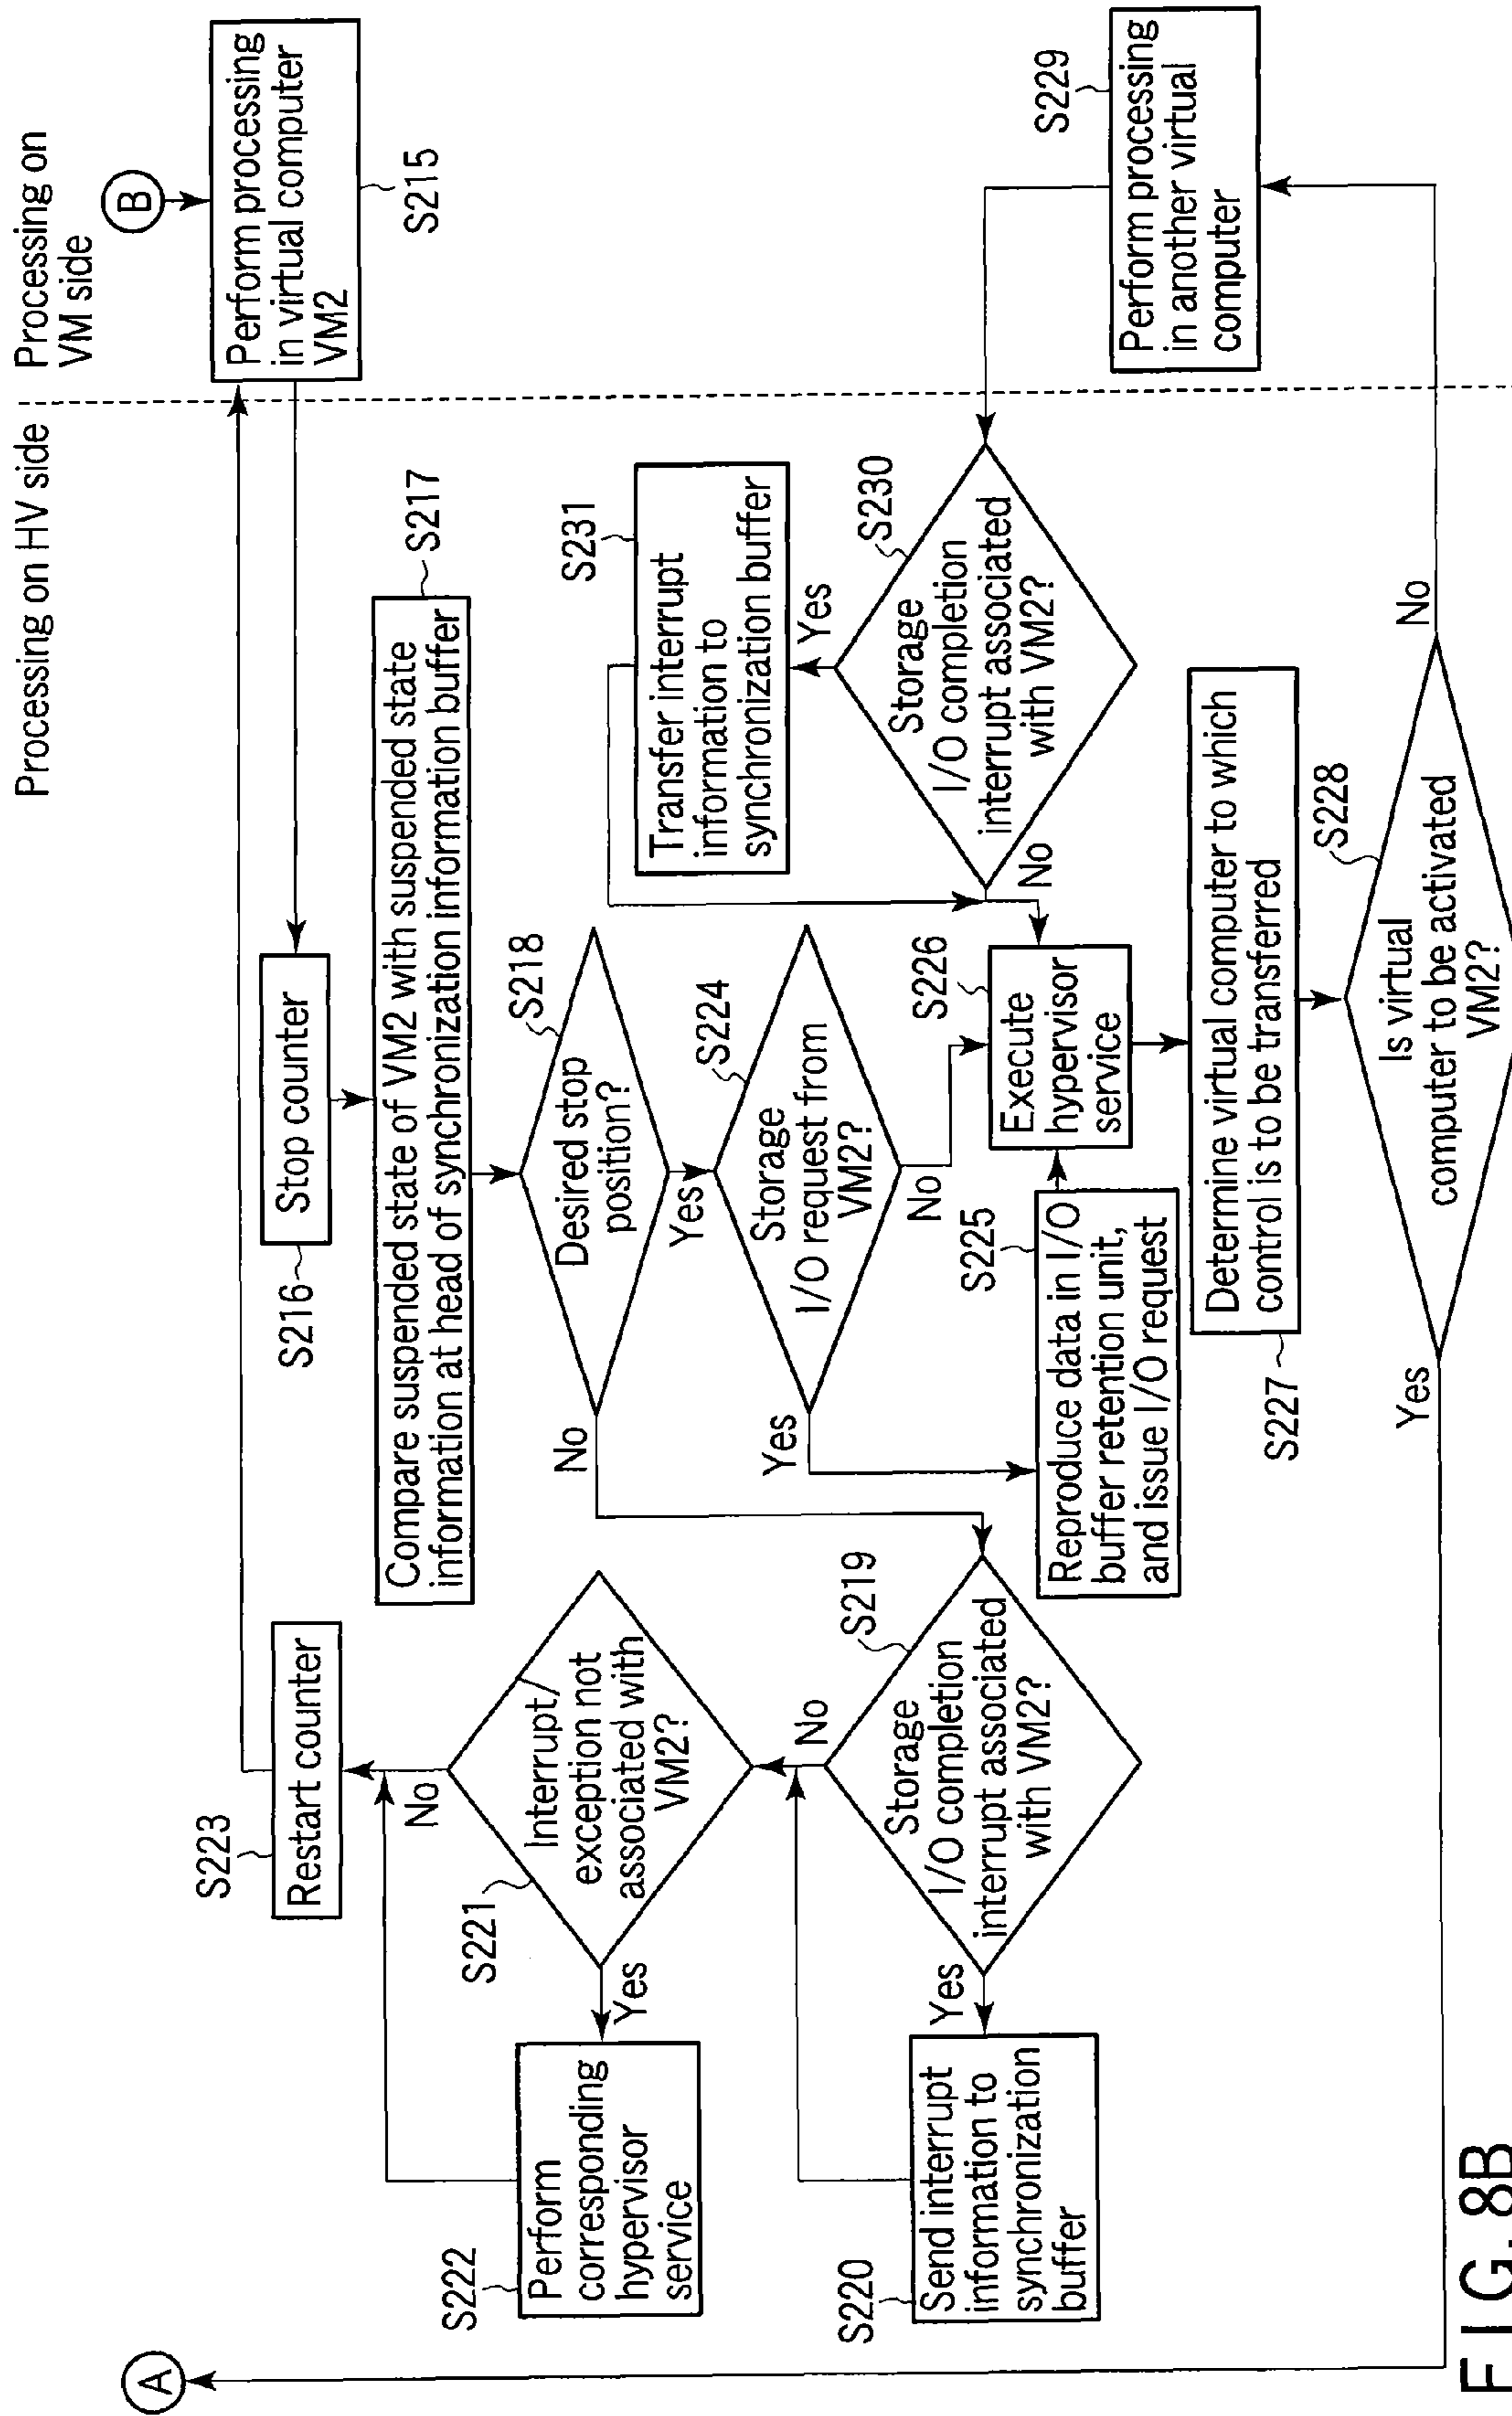 Processing on HV side
Processing on
VM side
A
B
Perform processing
in virtual computer
VM2
S215
S216
Stop counter
S217
Compare suspended state of VM2 with suspended state
information at head of synchronization information buffer
S218
Desired stop
position?
No
Yes
S219
Storage
I/O completion
interrupt associated
with VM2?
Yes
No
S220
Send interrupt
information to
synchronization
buffer
S221
Interrupt/
exception not
associated with
VM2?
Yes
No
S222
Perform
corresponding
hypervisor
service
S223
Restart counter
S224
Storage
I/O request from
VM2?
Yes
No
S225
Reproduce data in I/O
buffer retention unit,
and issue I/O request
S226
Execute
hypervisor
service
S227
Determine virtual computer to which
control is to be transferred
S228
Is virtual
computer to be activated
VM2?
Yes
No
S229
Perform processing
in another virtual
computer
S230
Storage
I/O completion
interrupt associated
with VM2?
Yes
No
S231
Transfer interrupt
information to
synchronization buffer
FIG. 8B